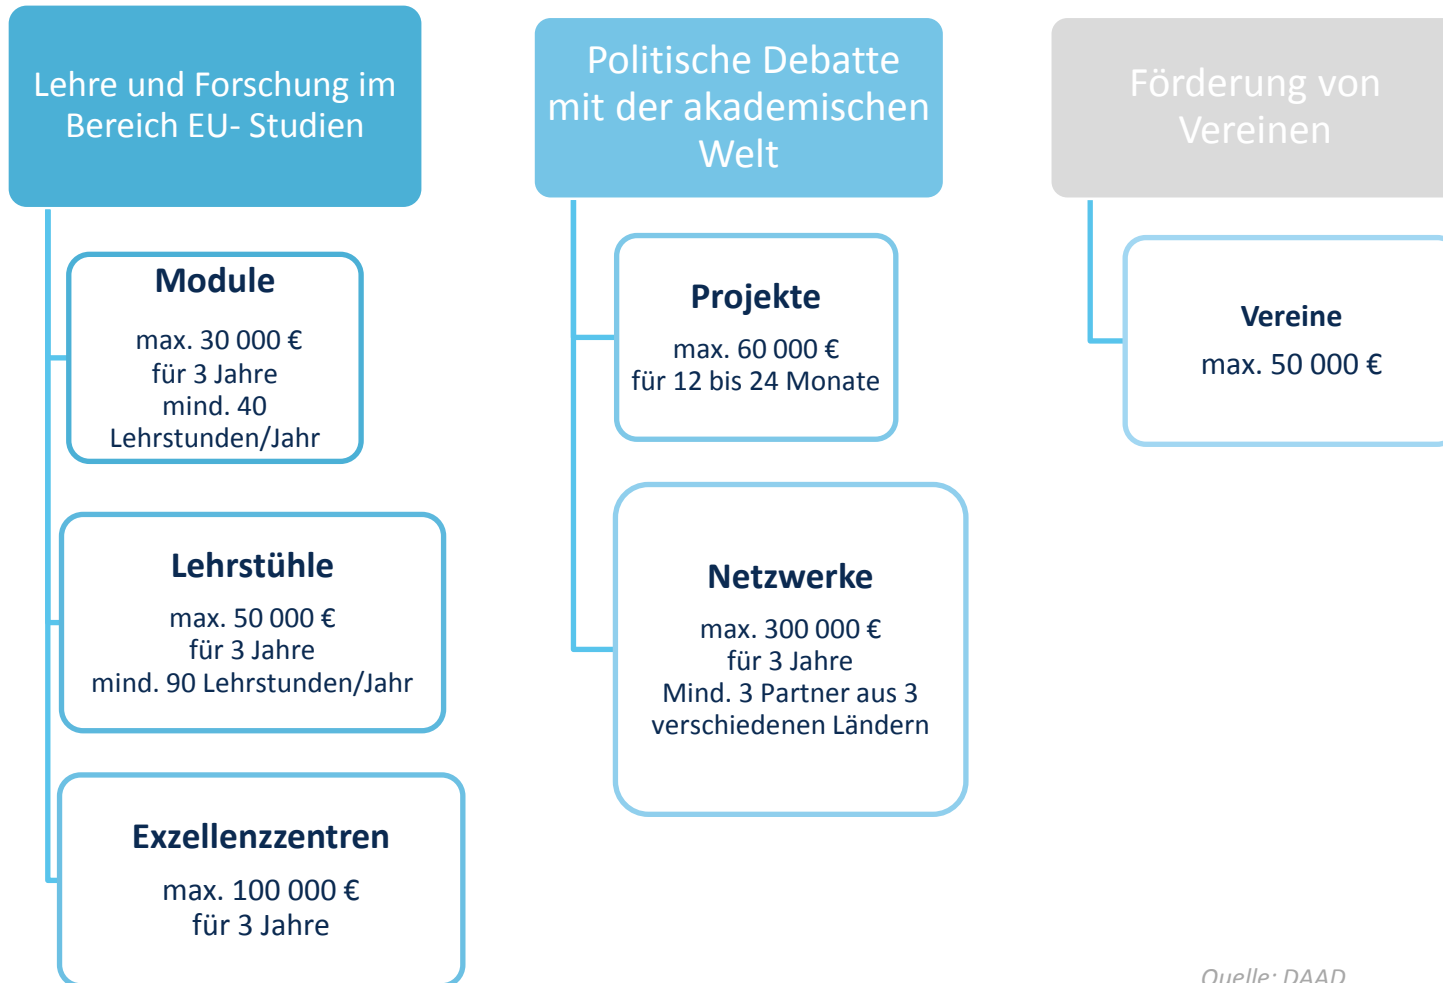 Lehre und Forschung im
Bereich EU- Studien
Module
max. 30 000 €
für 3 Jahre
mind. 40
Lehrstunden/Jahr
Lehrstühle
max. 50 000 €
für 3 Jahre
mind. 90 Lehrstunden/Jahr
Exzellenzzentren
max. 100 000 €
für 3 Jahre
Politische Debatte
mit der akademischen
Welt
Projekte
max. 60 000 €
für 12 bis 24 Monate
Netzwerke
max. 300 000 €
für 3 Jahre
Mind. 3 Partner aus 3
verschiedenen Ländern
Förderung von
Vereinen
Vereine
max. 50 000 €
Quelle: DAAD